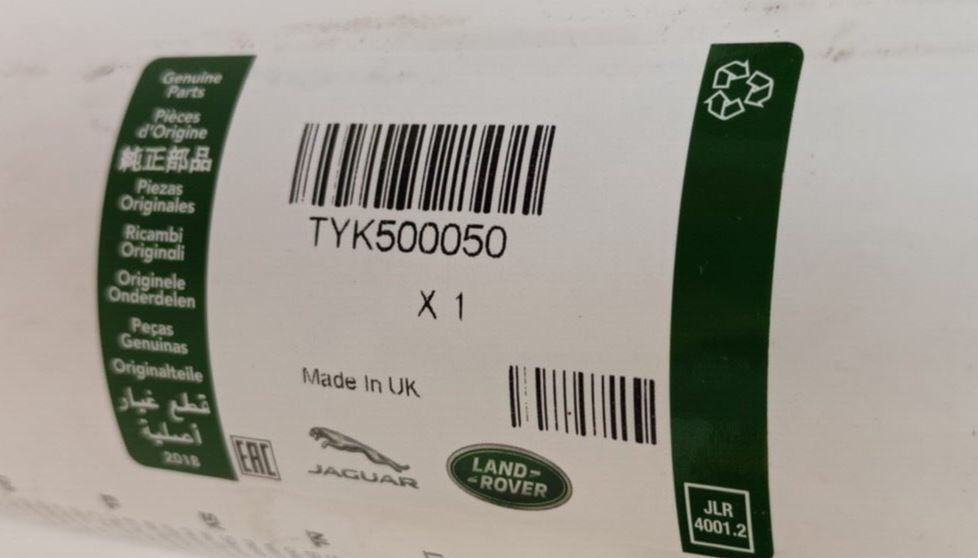 Genuine
Parts
Pièces
d'Origine
純正部品
Piezas
Originales
Ricambi
Originali
Originele
Onderdelen
Peças
Genuinas
Originalteile
قطع غيار
أصلية
2018
TYK500050
X 1
Made In UK
EAC
JAGUAR
LAND-
-ROVER
JLR
4001.2